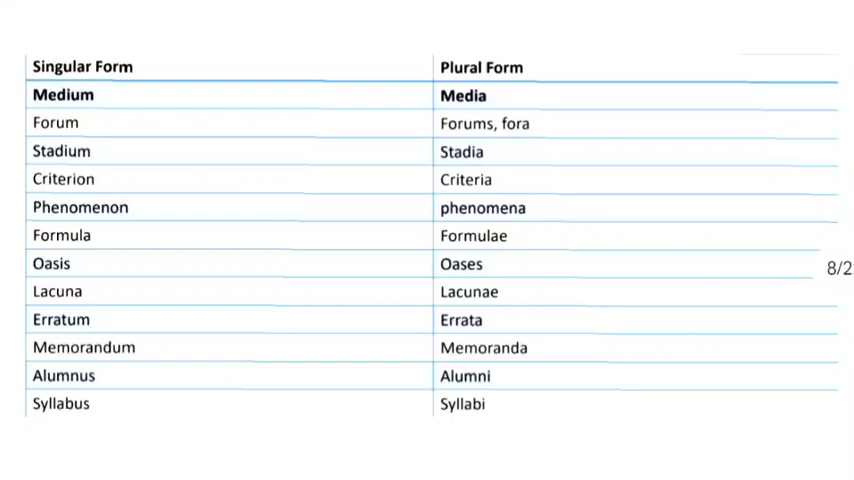 Singular Form Plural Form
Medium Media
Forum Forums, fora
Stadium Stadia
Criterion Criteria
Phenomenon phenomena
Formula Formulae
Oasis Oases
8/2
Lacuna Lacunae
Erratum Errata
Memorandum Memoranda
Alumnus Alumni
Syllabus Syllabi